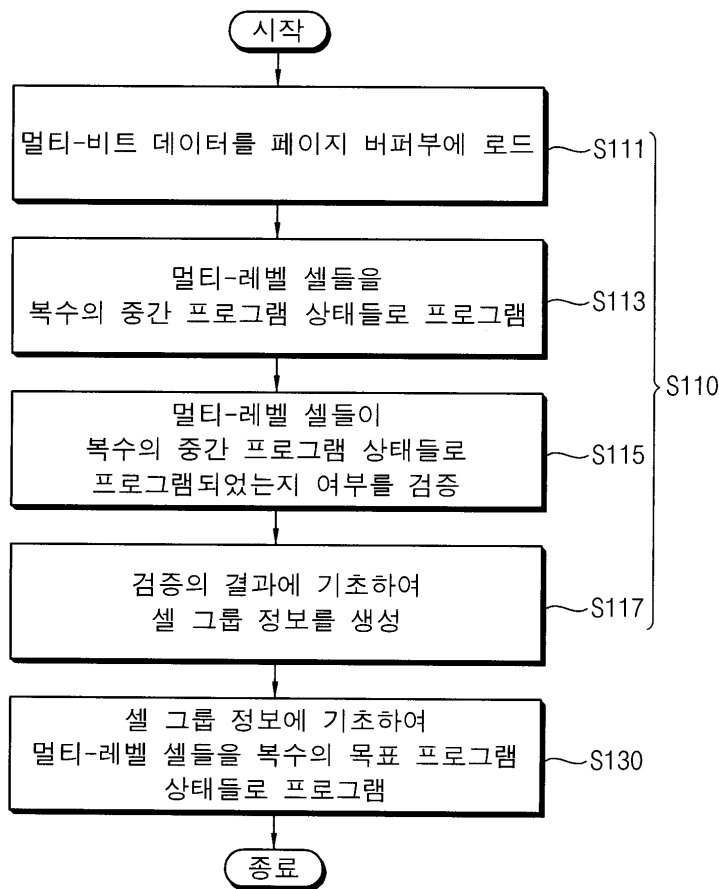 시작
멀티-비트 데이터를 페이지 버퍼부에 로드
S111
멀티-레벨 셀들을
복수의 중간 프로그램 상태들로 프로그램
S113
S110
멀티-레벨 셀들이
복수의 중간 프로그램 상태들로
프로그램되었는지 여부를 검증
S115
검증의 결과에 기초하여
셀 그룹 정보를 생성
S117
셀 그룹 정보에 기초하여
멀티-레벨 셀들을 복수의 목표 프로그램
상태들로 프로그램
S130
종료